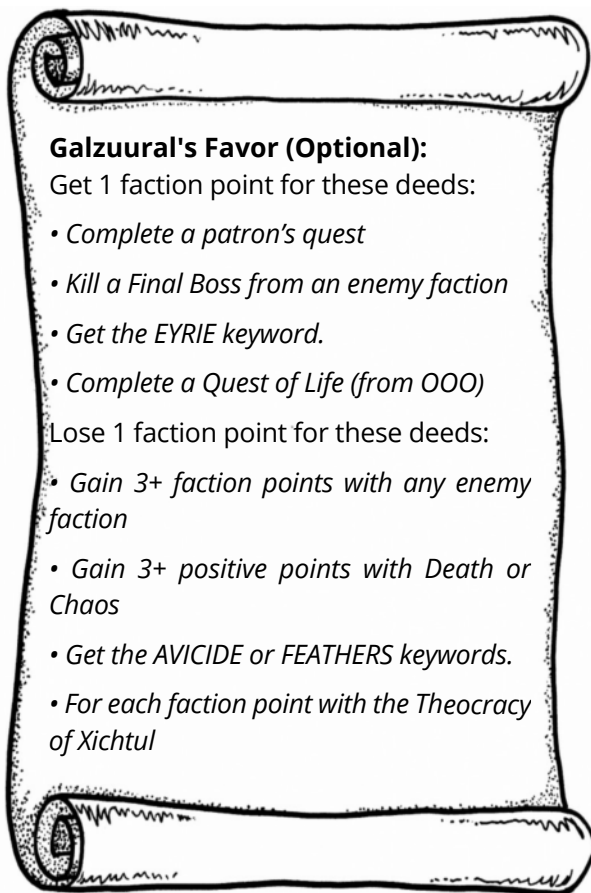 Galzuural's Favor (Optional):
Get 1 faction point for these deeds:
• Complete a patron’s quest
• Kill a Final Boss from an enemy faction
• Get the EYRIE keyword.
• Complete a Quest of Life (from OOO)
Lose 1 faction point for these deeds:
• Gain 3+ faction points with any enemy
faction
• Gain 3+ positive points with Death or
Chaos
• Get the AVICIDE or FEATHERS keywords.
• For each faction point with the Theocracy
of Xichtul